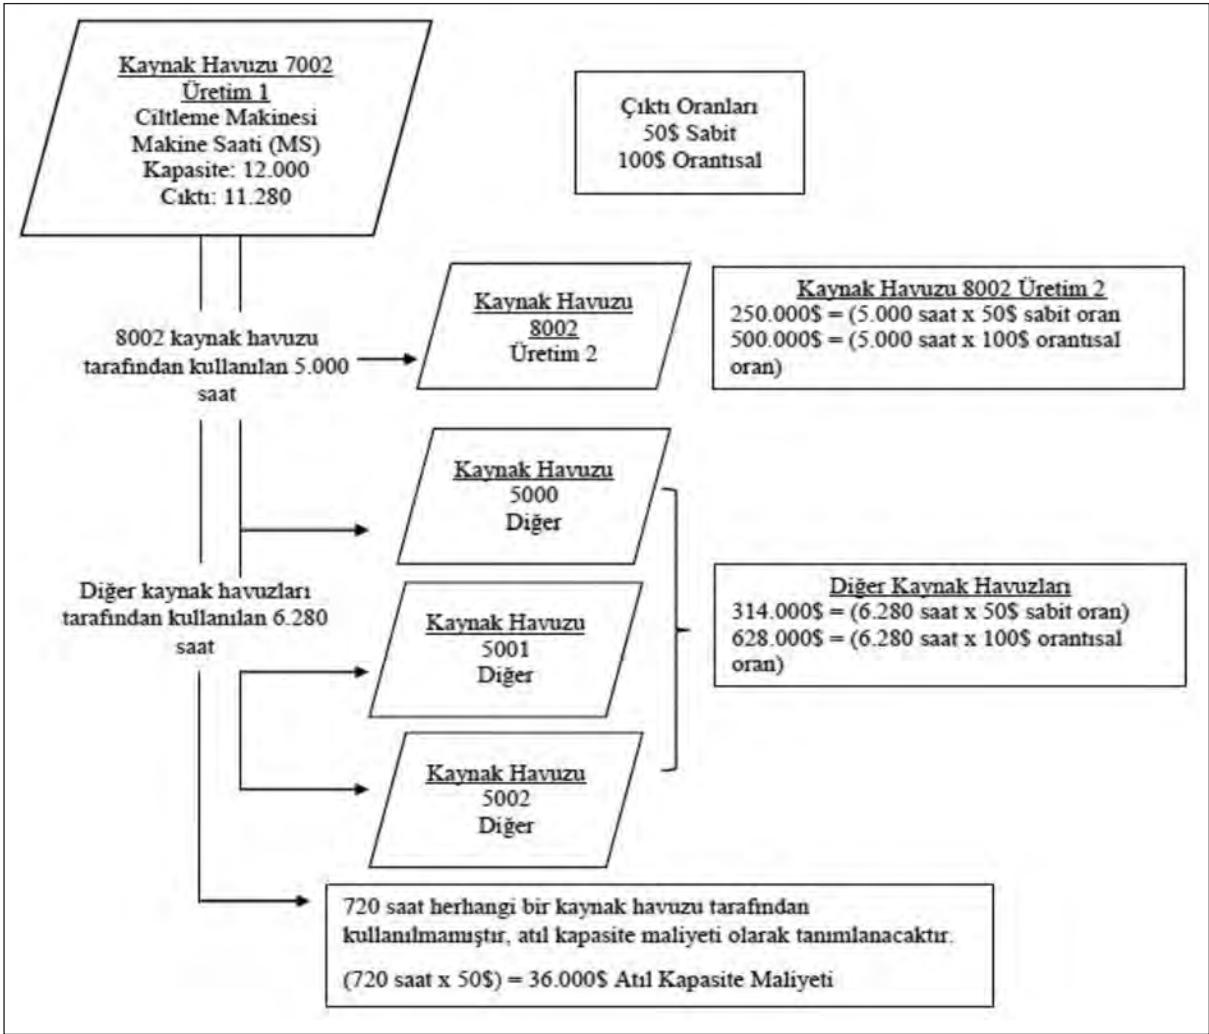 Kaynak Havuzu 7002
Üretim 1
Ciltleme Makinesi
Makine Saati (MS)
Kapasite: 12.000
Çıktı: 11.280
Çıktı Oranları
50$ Sabit
100$ Orantısal
8002 kaynak havuzu
tarafından kullanılan 5.000
saat
Kaynak Havuzu
8002
Üretim 2
Kaynak Havuzu 8002 Üretim 2
250.000$ = (5.000 saat x 50$ sabit oran
500.000$ = (5.000 saat x 100$ orantısal
oran)
Kaynak Havuzu
5000
Diğer
Diğer kaynak havuzları
tarafından kullanılan 6.280
saat
Kaynak Havuzu
5001
Diğer
Kaynak Havuzu
5002
Diğer
Diğer Kaynak Havuzları
314.000$ = (6.280 saat x 50$ sabit oran)
628.000$ = (6.280 saat x 100$ orantısal
oran)
720 saat herhangi bir kaynak havuzu tarafından
kullanılmamıştır, atıl kapasite maliyeti olarak tanımlanacaktır.
(720 saat x 50$) = 36.000$ Atıl Kapasite Maliyeti